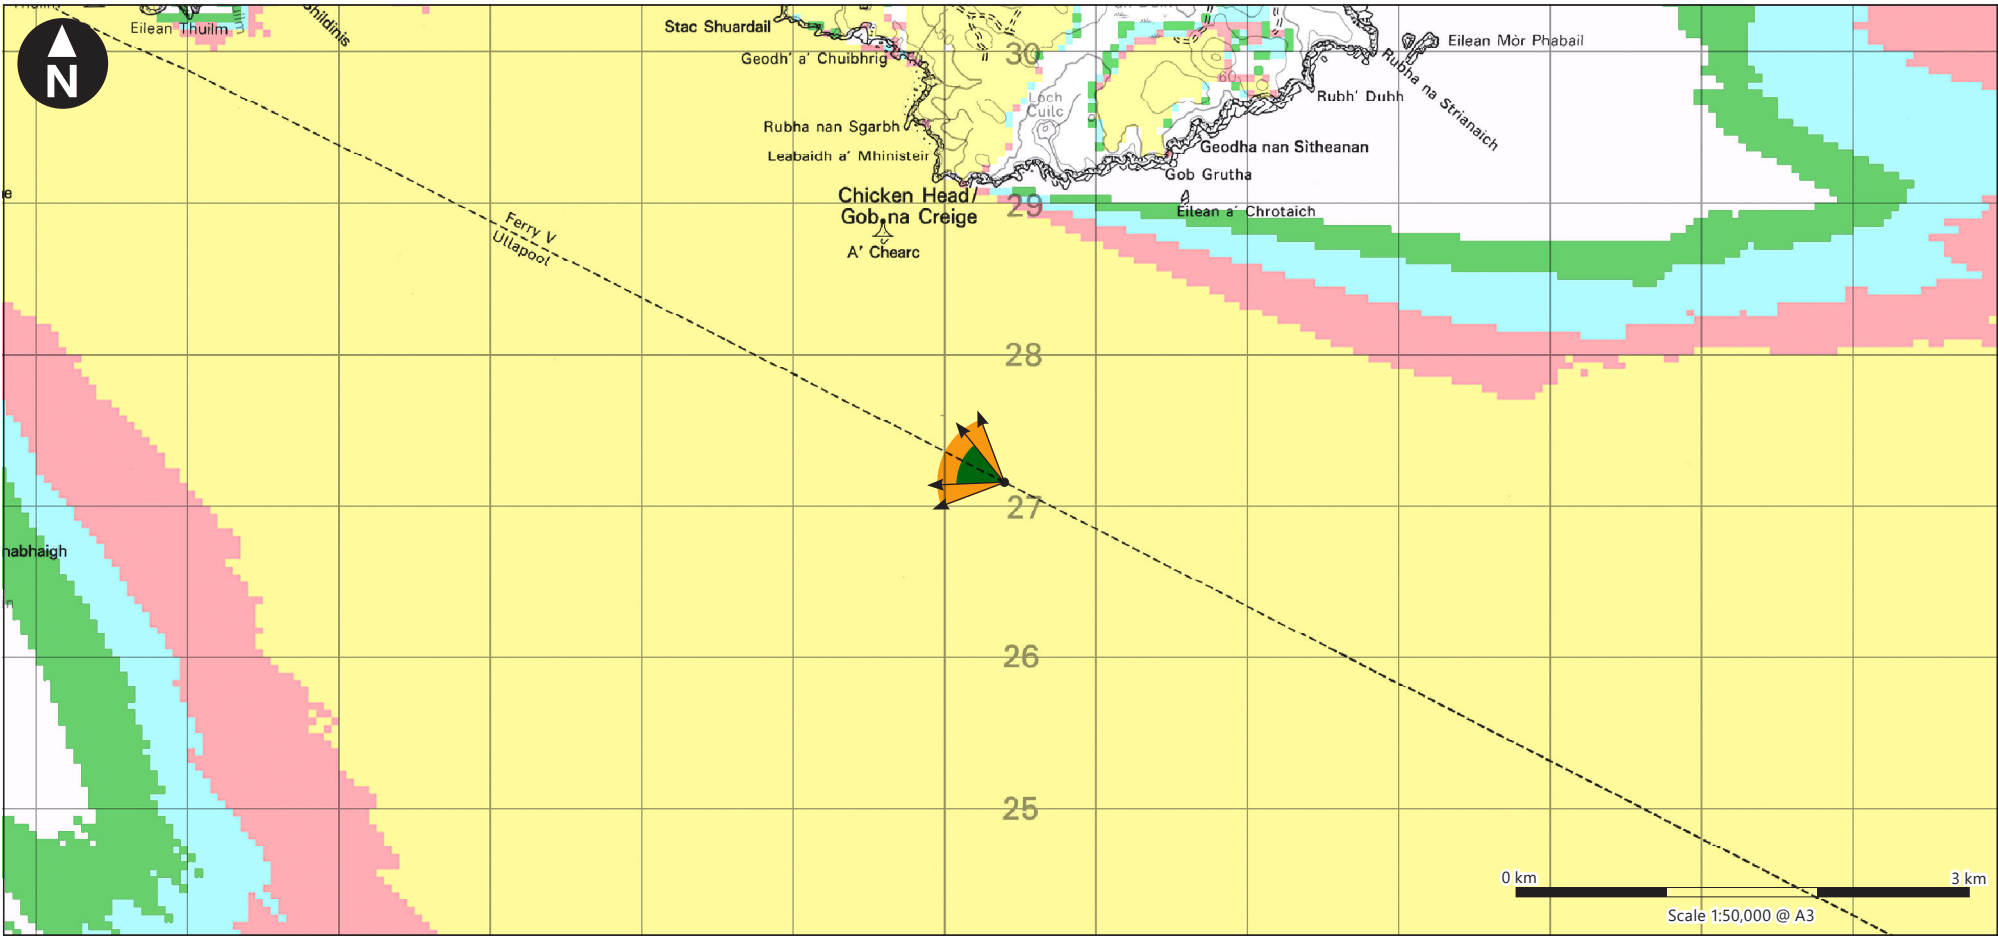 Eilean Thuilm
Childinis
Stac Shuardail
30
Eilean Mòr Phabail
Geodh' a' Chuibhrig
60
Rubha na Strianaich
Loch
Cuilc
Rubh' Dubh
Rubha nan Sgarbh
Geodha nan Sitheanan
Leabaidh a' Mhinisteir
Gob Grutha
N
Chicken Head/
Gob na Creige
29
Eilean a' Chrotaich
Ferry V
Ullapool
A' Chearc
28
27
nabhaigh
26
25
0 km
3 km
Scale 1:50,000 @ A3